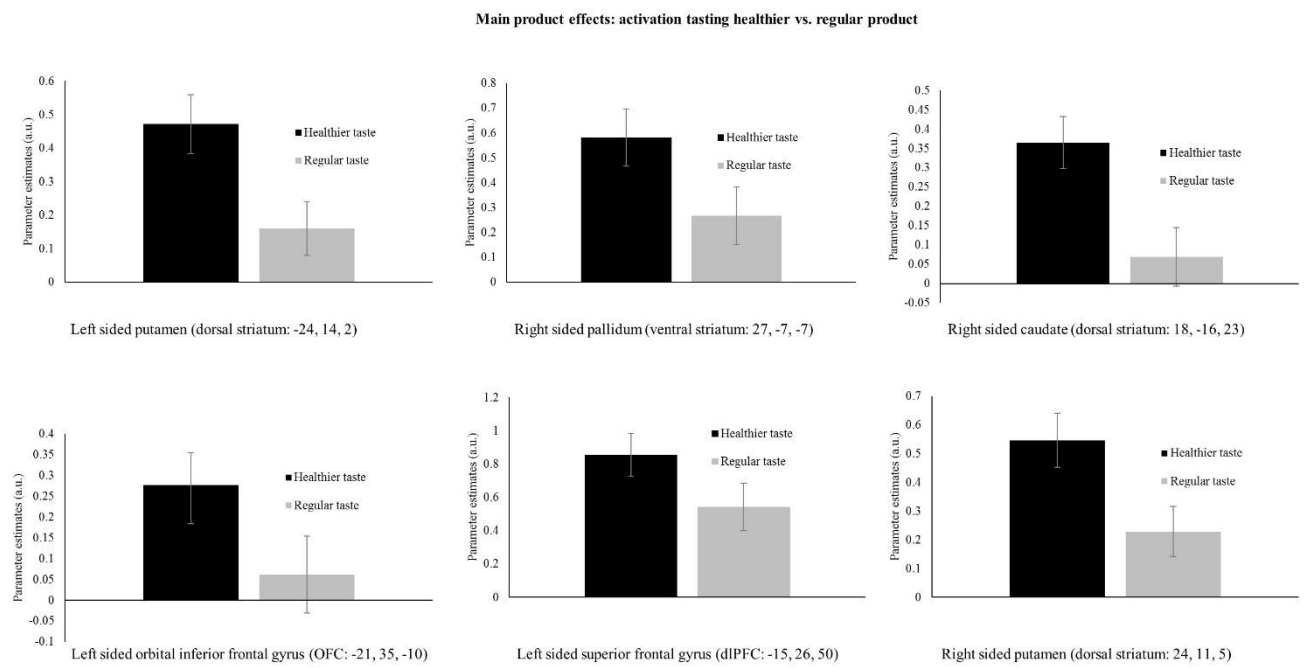 Main product effects: activation tasting healthier vs. regular product
Parameter estimates (a.u.)
0.6
0.5
0.4
0.3
0.2
0.1
0
Healthier taste
Regular taste
Left sided putamen (dorsal striatum: -24, 14, 2)
Parameter estimates (a.u.)
0.8
0.7
0.6
0.5
0.4
0.3
0.2
0.1
0
Healthier taste
Regular taste
Right sided pallidum (ventral striatum: 27, -7, -7)
Parameter estimates (a.u.)
0.5
0.45
0.4
0.35
0.3
0.25
0.2
0.15
0.1
0.05
0
-0.05
Healthier taste
Regular taste
Right sided caudate (dorsal striatum: 18, -16, 23)
Parameter estimates (a.u.)
0.4
0.35
0.3
0.25
0.2
0.15
0.1
0.05
0
-0.05
-0.1
Healthier taste
Regular taste
Left sided orbital inferior frontal gyrus (OFC: -21, 35, -10)
Parameter estimates (a.u.)
1.2
1
0.8
0.6
0.4
0.2
0
Healthier taste
Regular taste
Left sided superior frontal gyrus (dlPFC: -15, 26, 50)
Parameter estimates (a.u.)
0.7
0.6
0.5
0.4
0.3
0.2
0.1
0
Healthier taste
Regular taste
Right sided putamen (dorsal striatum: 24, 11, 5)